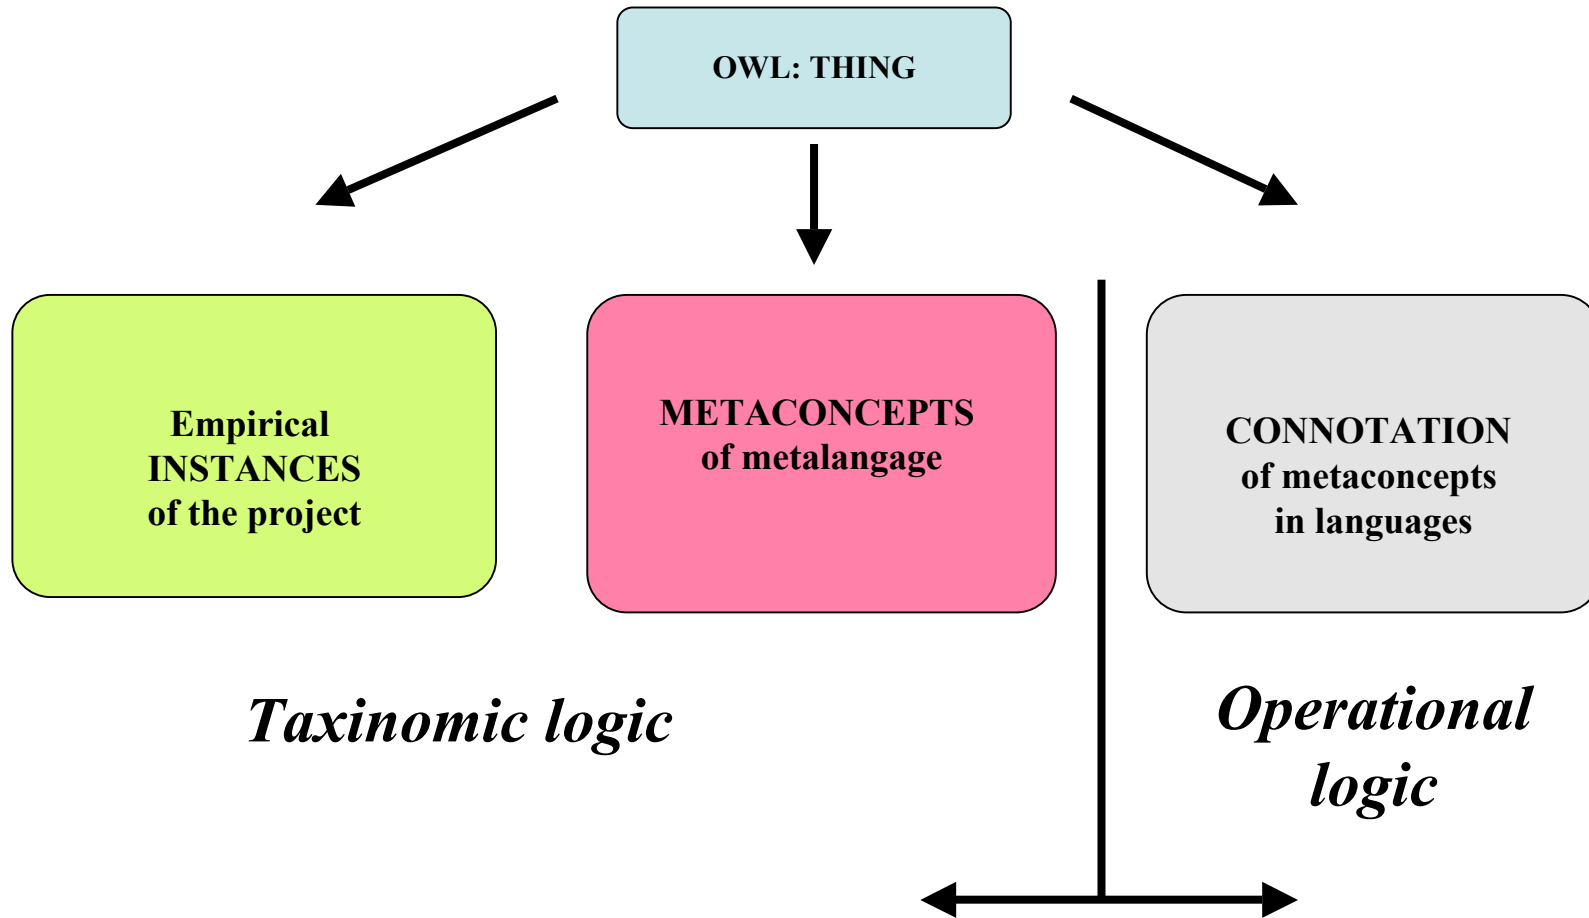 OWL: THING
Empirical
INSTANCES
of the project
METACONCEPTS
of metalangage
CONNOTATION
of metaconcepts
in languages
Taxinomic logic
Operational
logic